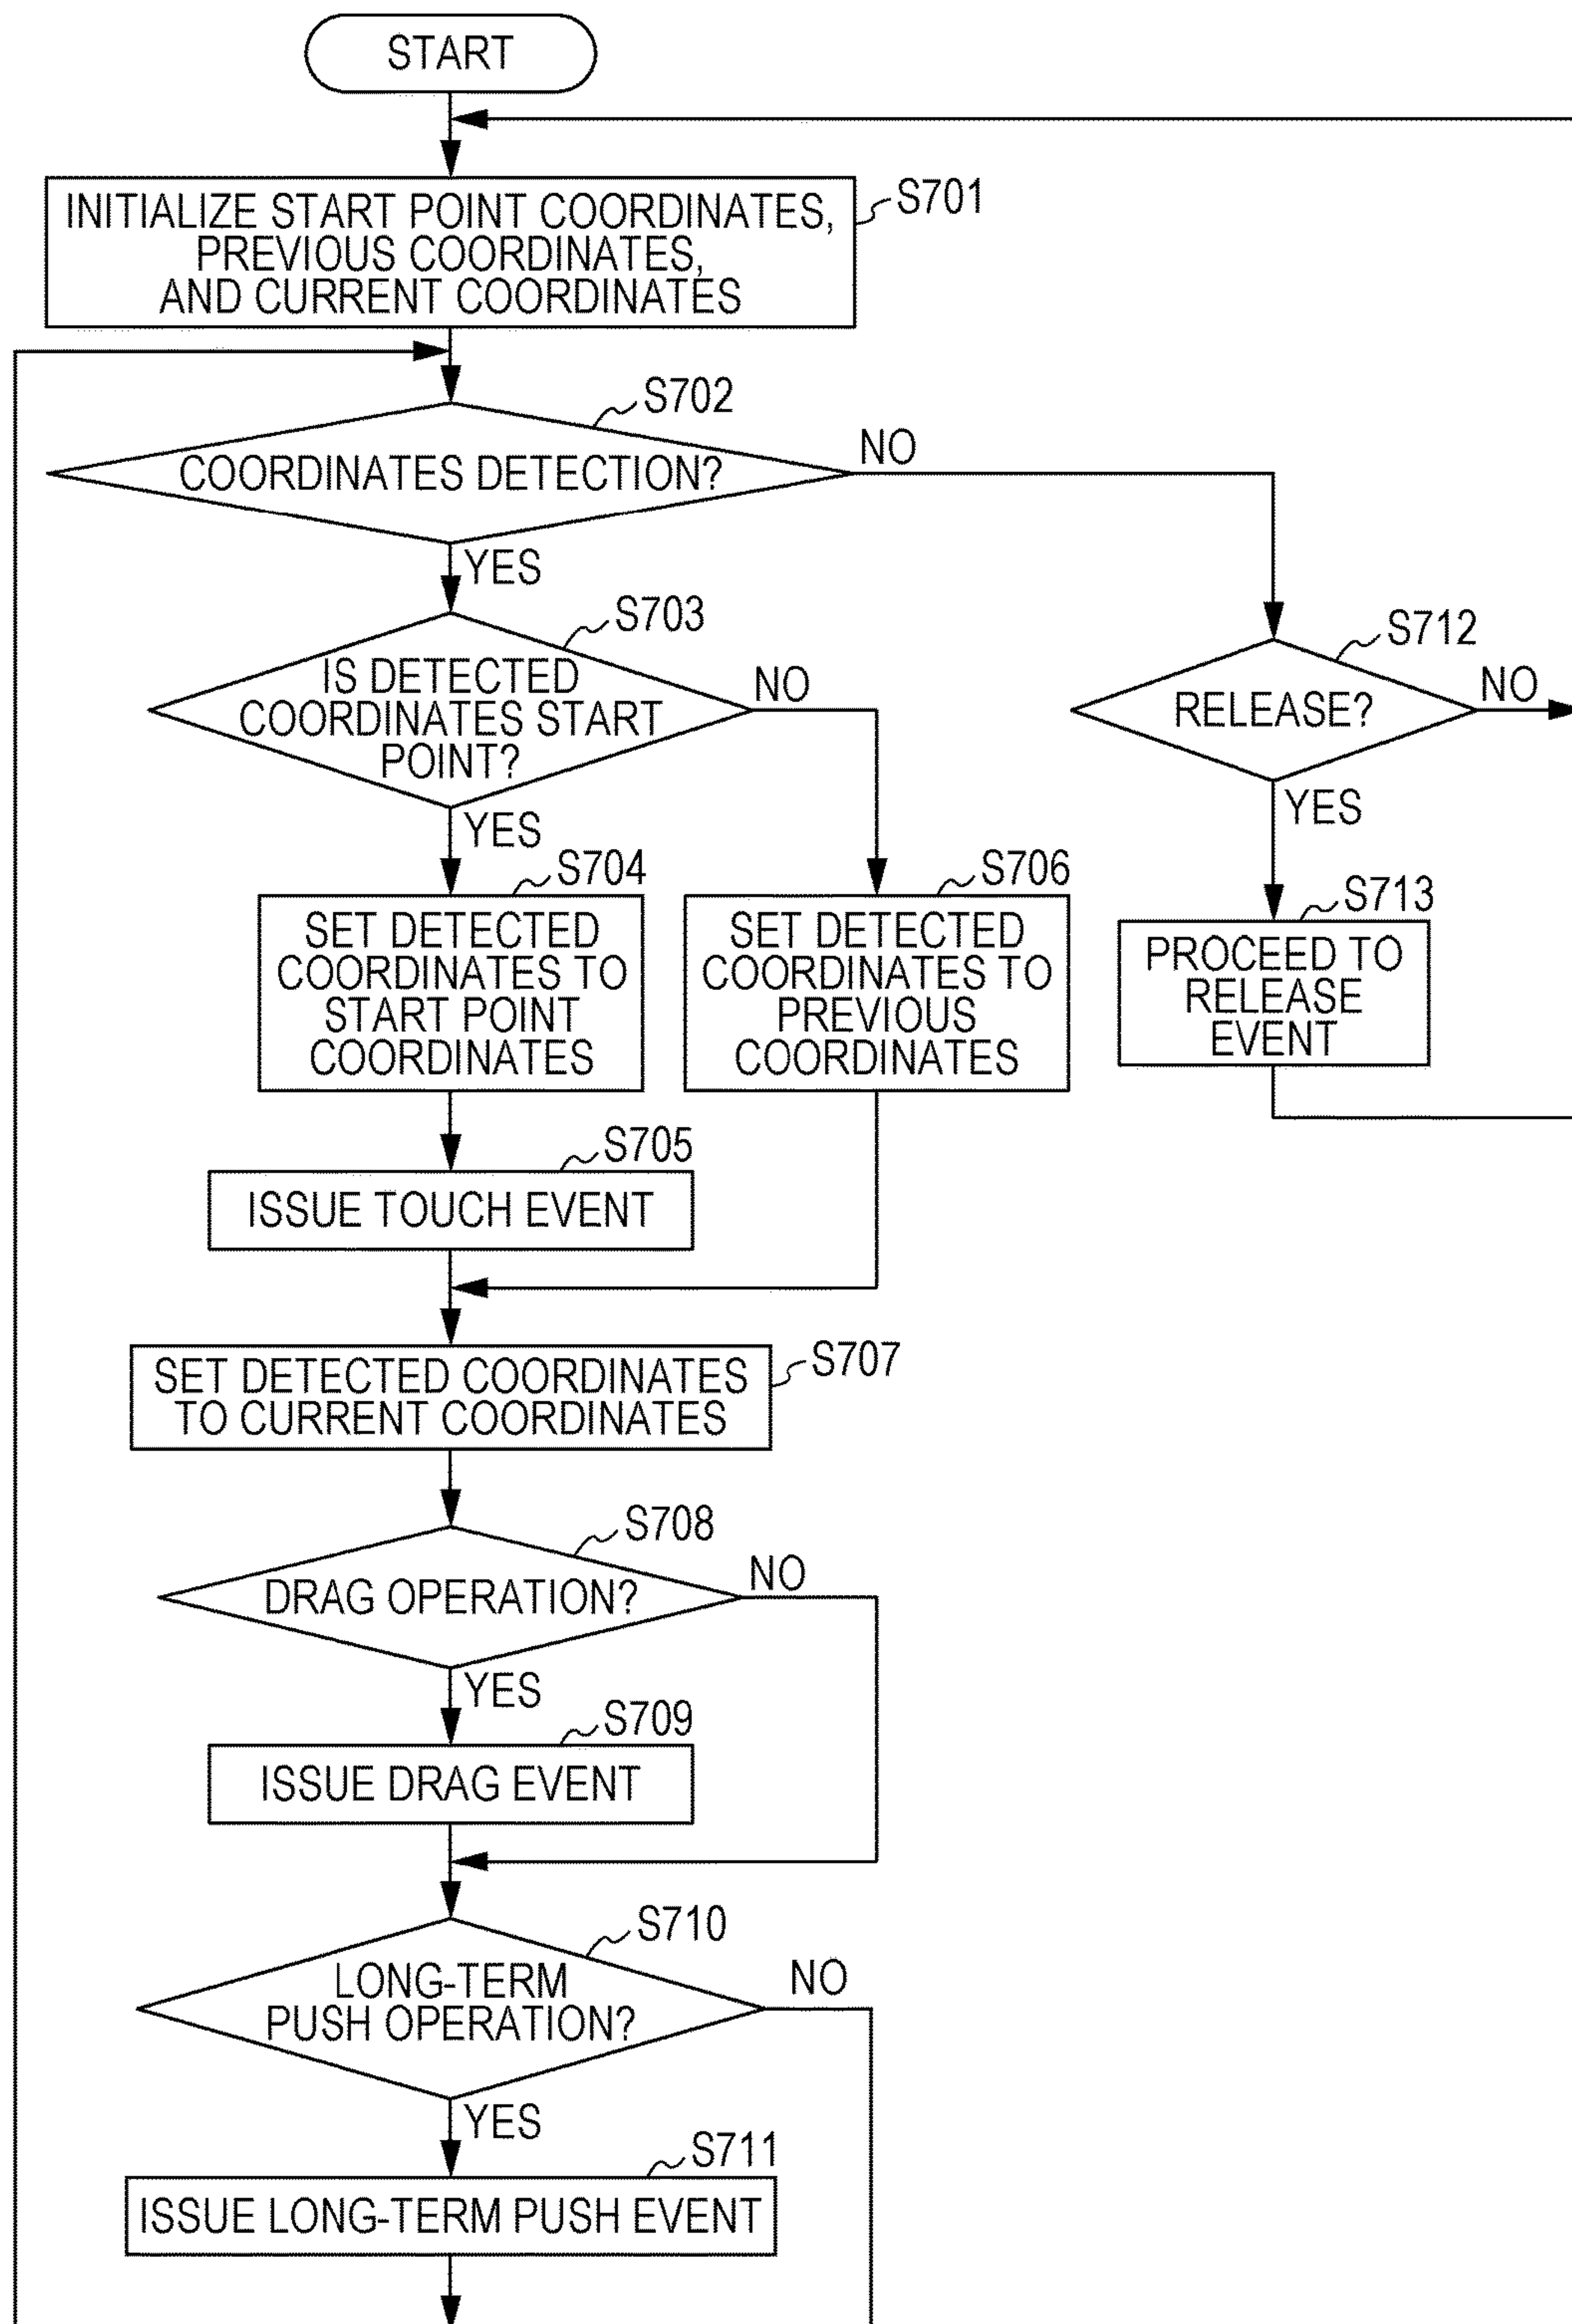 START
S701
INITIALIZE START POINT COORDINATES,
PREVIOUS COORDINATES,
AND CURRENT COORDINATES
S702
COORDINATES DETECTION?
NO
YES
S703
IS DETECTED
COORDINATES START
POINT?
NO
YES
S712
RELEASE?
NO
YES
S704
SET DETECTED
COORDINATES TO
START POINT
COORDINATES
S706
SET DETECTED
COORDINATES TO
PREVIOUS
COORDINATES
S713
PROCEED TO
RELEASE
EVENT
S705
ISSUE TOUCH EVENT
S707
SET DETECTED COORDINATES
TO CURRENT COORDINATES
S708
DRAG OPERATION?
NO
YES
S709
ISSUE DRAG EVENT
S710
LONG-TERM
PUSH OPERATION?
NO
YES
S711
ISSUE LONG-TERM PUSH EVENT